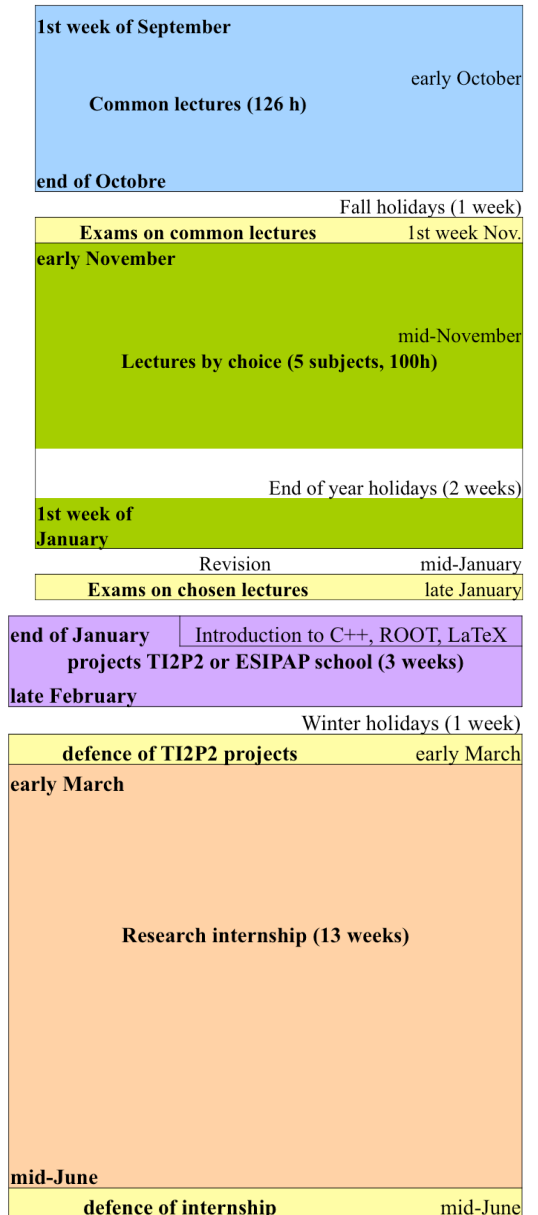 1st week of September
early October
Common lectures (126 h)
end of Octobre
Fall holidays (1 week)
Exams on common lectures 1st week Nov.
early November
mid-November
Lectures by choice (5 subjects, 100h)
End of year holidays (2 weeks)
1st week of
January
Revision mid-January
Exams on chosen lectures late January
end of January Introduction to C++, ROOT, LaTeX
projects TI2P2 or ESIPAP school (3 weeks)
late February
Winter holidays (1 week)
defence of TI2P2 projects early March
early March
Research internship (13 weeks)
mid-June
defence of internship mid-June